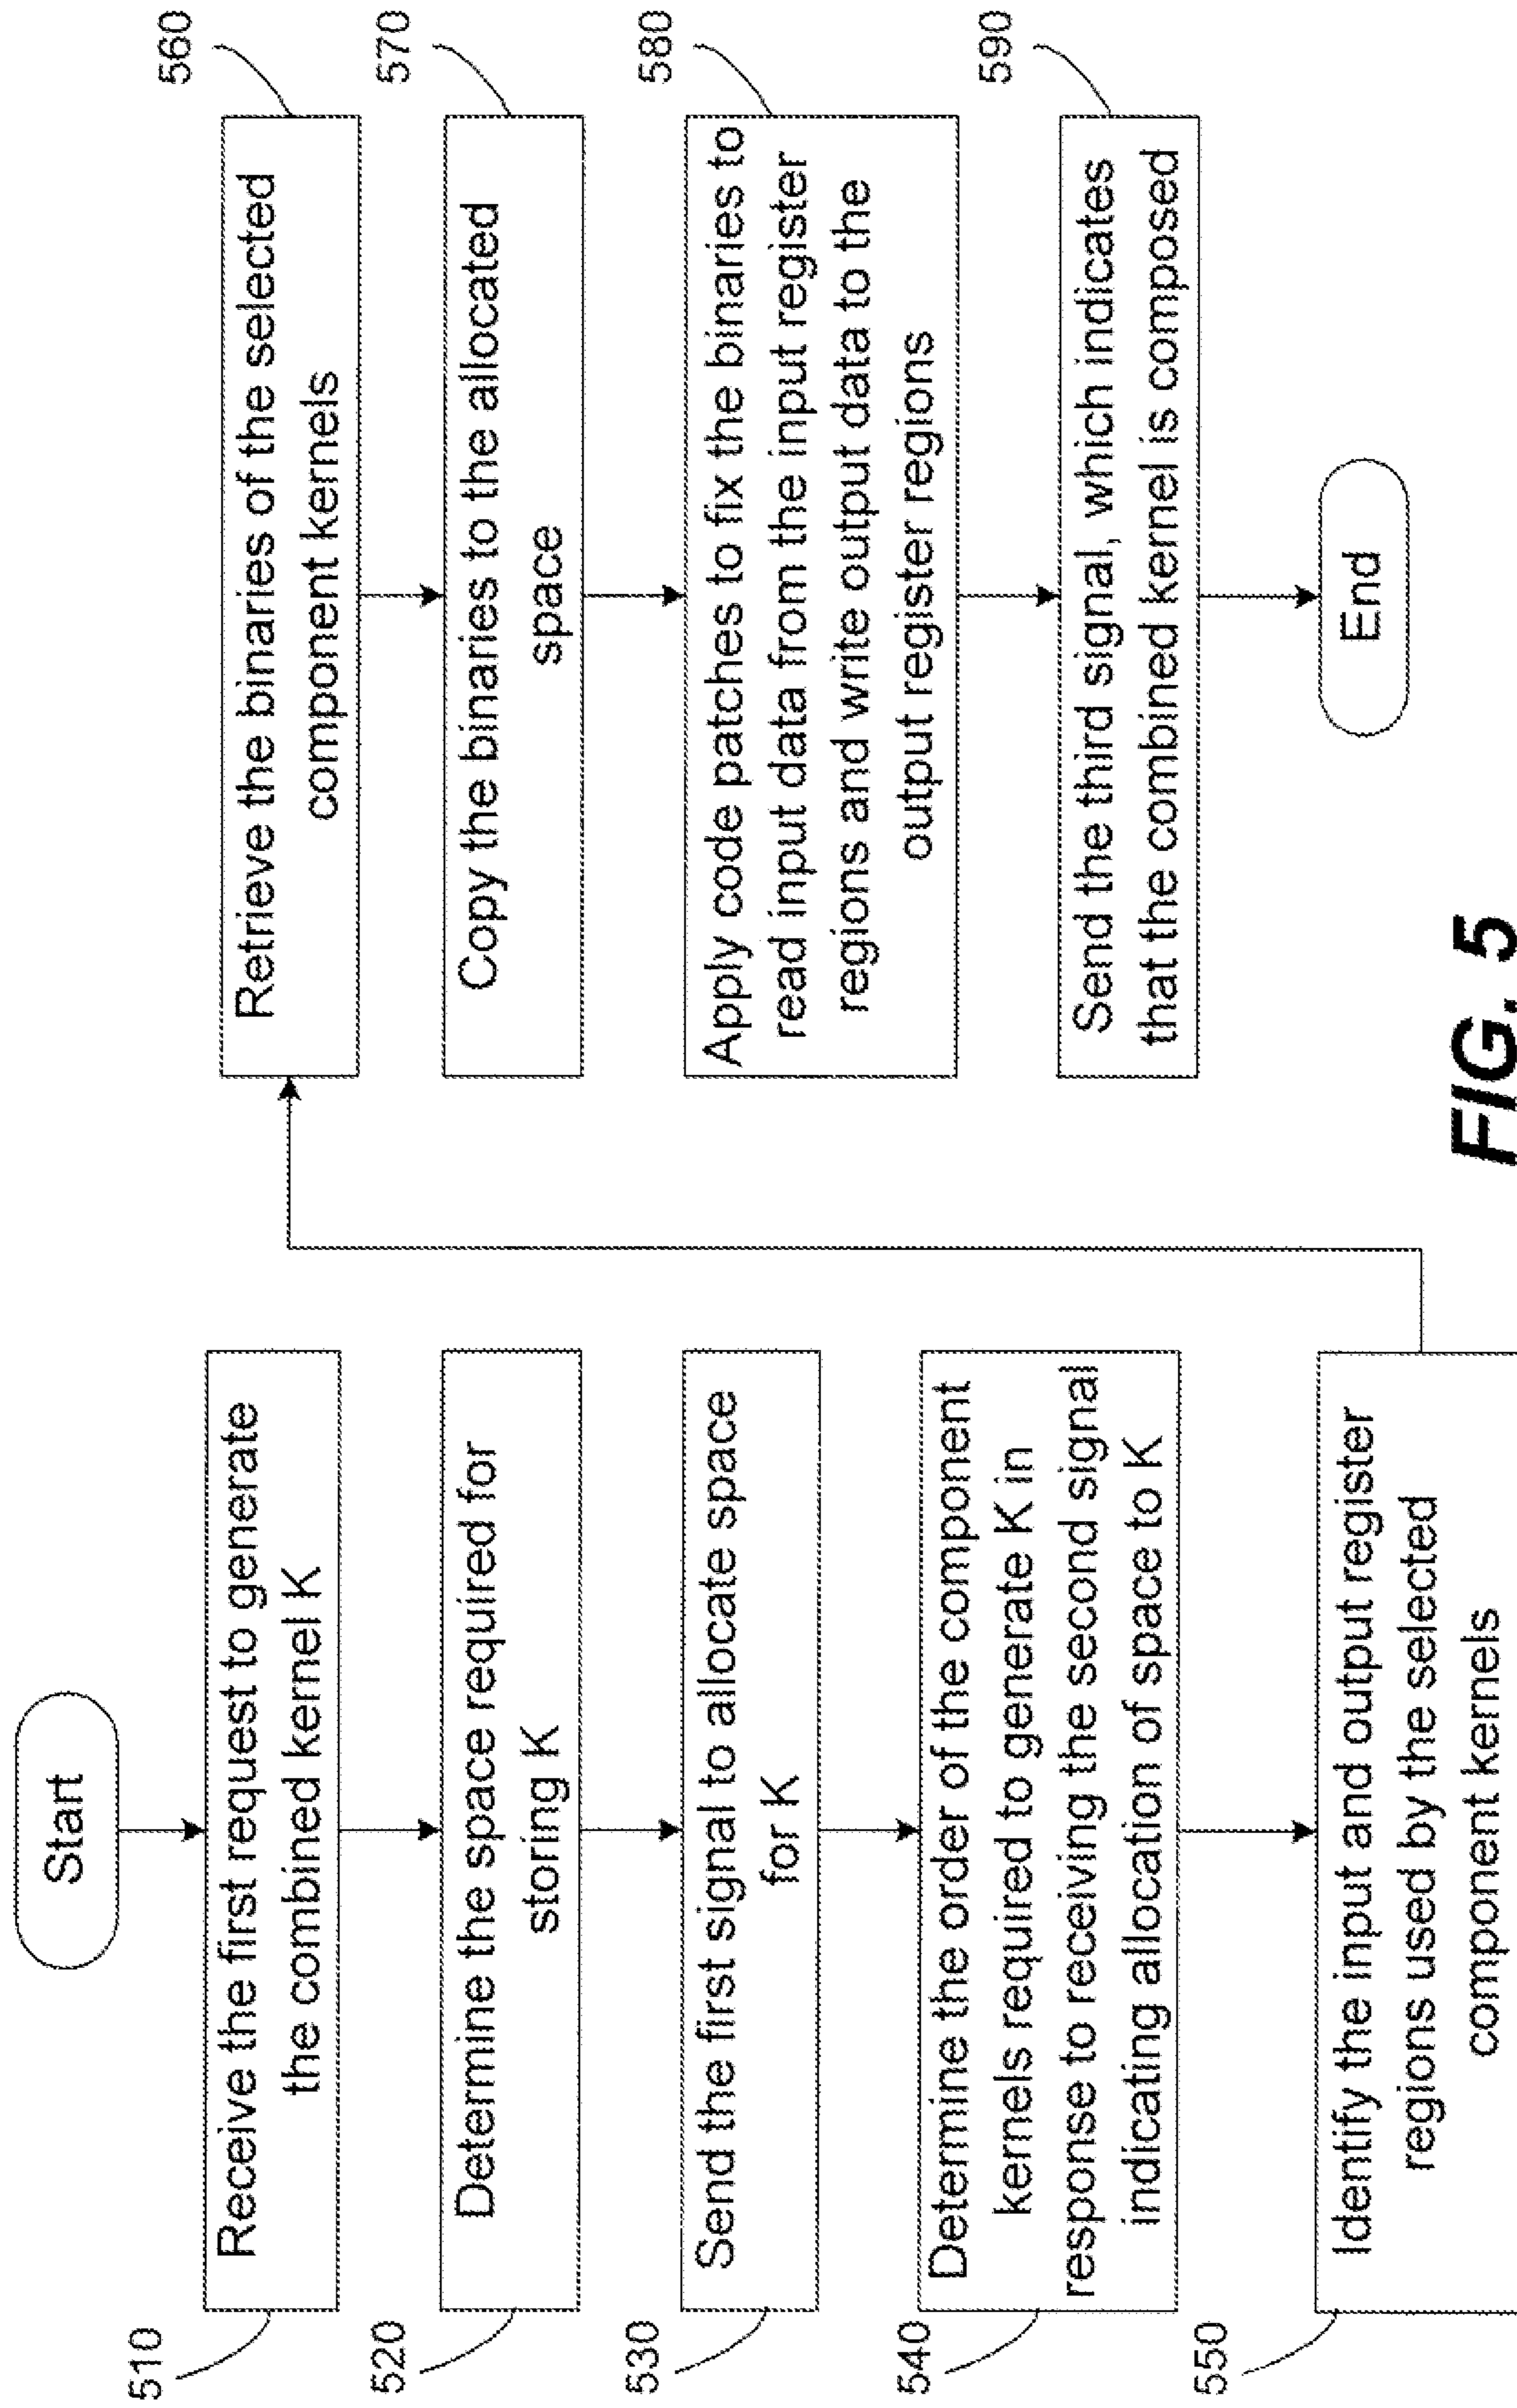 Start
510
Receive the first request to generate
the combined kernel K
520
Determine the space required for
storing K
530
Send the first signal to allocate space
for K
540
Determine the order of the component
kernels required to generate K in
response to receiving the second signal
indicating allocation of space to K
550
Identify the input and output register
regions used by the selected
component kernels
560
Retrieve the binaries of the selected
component kernels
570
Copy the binaries to the allocated
space
580
Apply code patches to fix the binaries to
read input data from the input register
regions and write output data to the
output register regions
590
Send the third signal, which indicates
that the combined kernel is composed
End
FIG. 5